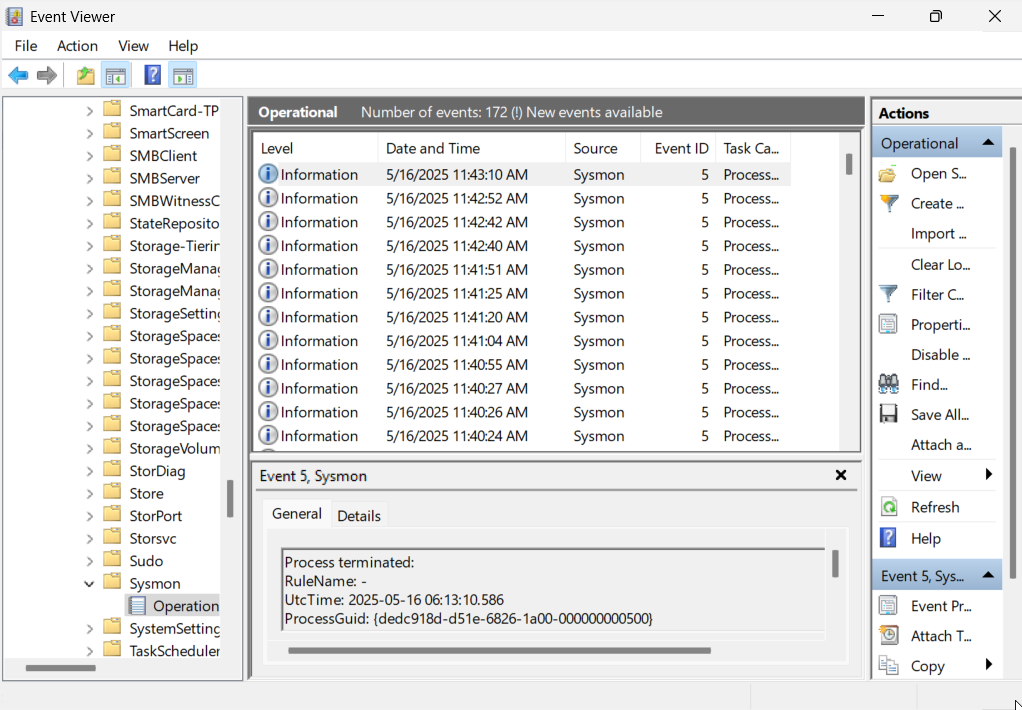 Event Viewer
File Action View Help
SmartCard-TP
SmartScreen
SMBClient
SMBServer
SMBWitnessC
StateReposito
Storage-Tierin
StorageManag
StorageManag
StorageSetting
StorageSpaces
StorageSpaces
StorageSpaces
StorageSpaces
StorageSpaces
StorageVolum
StorDiag
Store
StorPort
Storsvc
Sudo
Sysmon
Operation
SystemSetting
TaskScheduler
Operational Number of events: 172 (!) New events available
Level Date and Time Source Event ID Task Ca...
Information 5/16/2025 11:43:10 AM Sysmon 5 Process...
Information 5/16/2025 11:42:52 AM Sysmon 5 Process...
Information 5/16/2025 11:42:42 AM Sysmon 5 Process...
Information 5/16/2025 11:42:40 AM Sysmon 5 Process...
Information 5/16/2025 11:41:51 AM Sysmon 5 Process...
Information 5/16/2025 11:41:25 AM Sysmon 5 Process...
Information 5/16/2025 11:41:20 AM Sysmon 5 Process...
Information 5/16/2025 11:41:04 AM Sysmon 5 Process...
Information 5/16/2025 11:40:55 AM Sysmon 5 Process...
Information 5/16/2025 11:40:27 AM Sysmon 5 Process...
Information 5/16/2025 11:40:26 AM Sysmon 5 Process...
Information 5/16/2025 11:40:24 AM Sysmon 5 Process...
Event 5, Sysmon
General Details
Process terminated:
RuleName: -
UtcTime: 2025-05-16 06:13:10.586
ProcessGuid: {dedc918d-d51e-6826-1a00-000000000500}
Actions
Operational
Open S...
Create ...
Import ...
Clear Lo...
Filter C...
Properti...
Disable ...
Find...
Save All...
Attach a...
View
Refresh
Help
Event 5, Sys...
Event Pr...
Attach T...
Copy